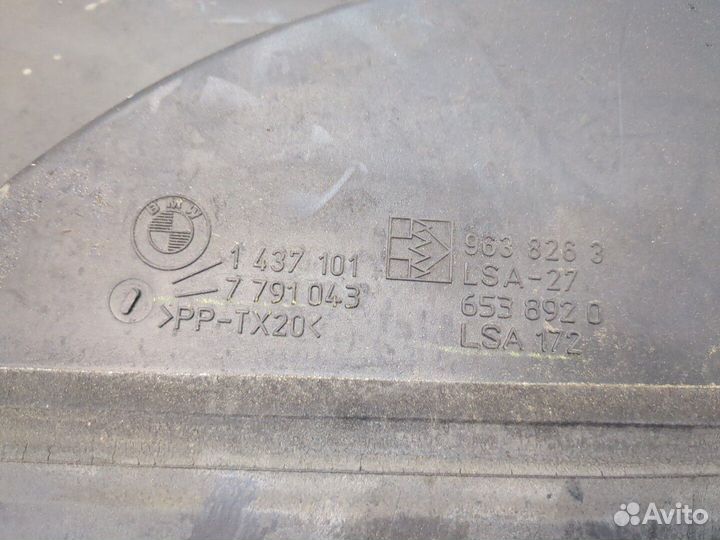 BMW
1 437 101
7 791 043
>PP-TX20<
963 826 3
LSA-27
653 892 0
LSA 172
Avito